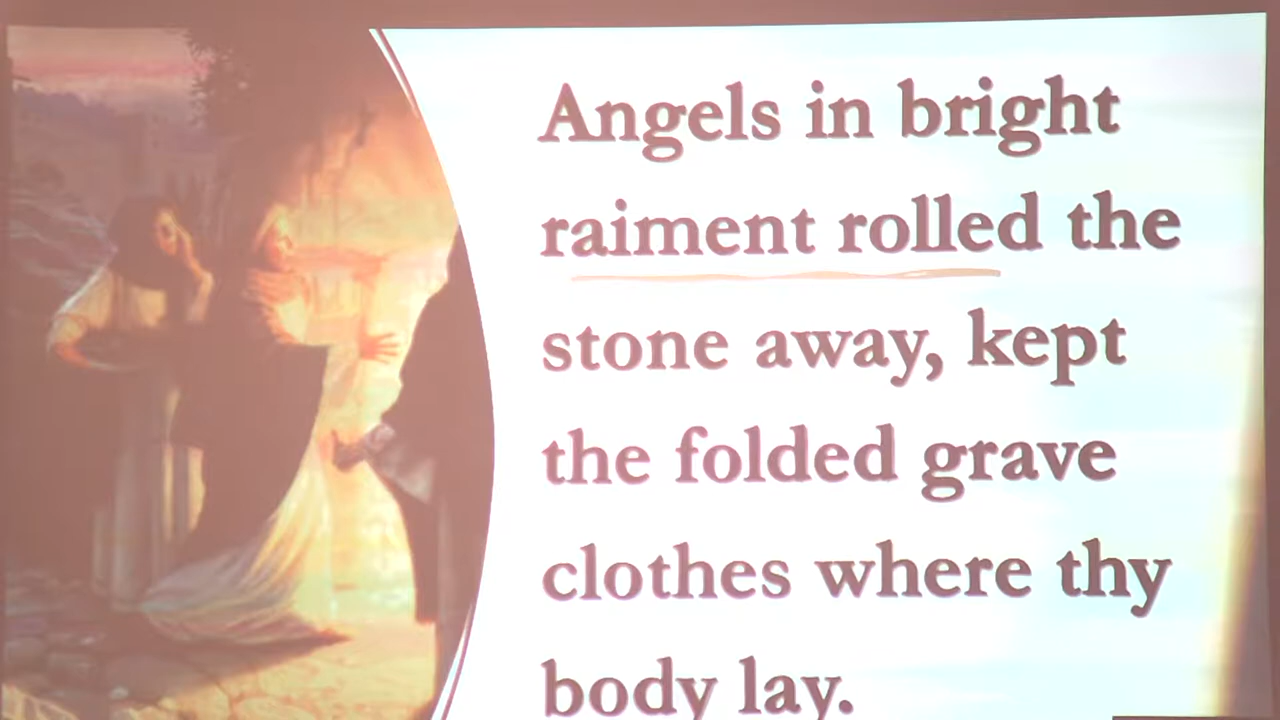 Angels in bright
raiment rolled the
stone away, kept
the folded grave
clothes where thy
body lay.